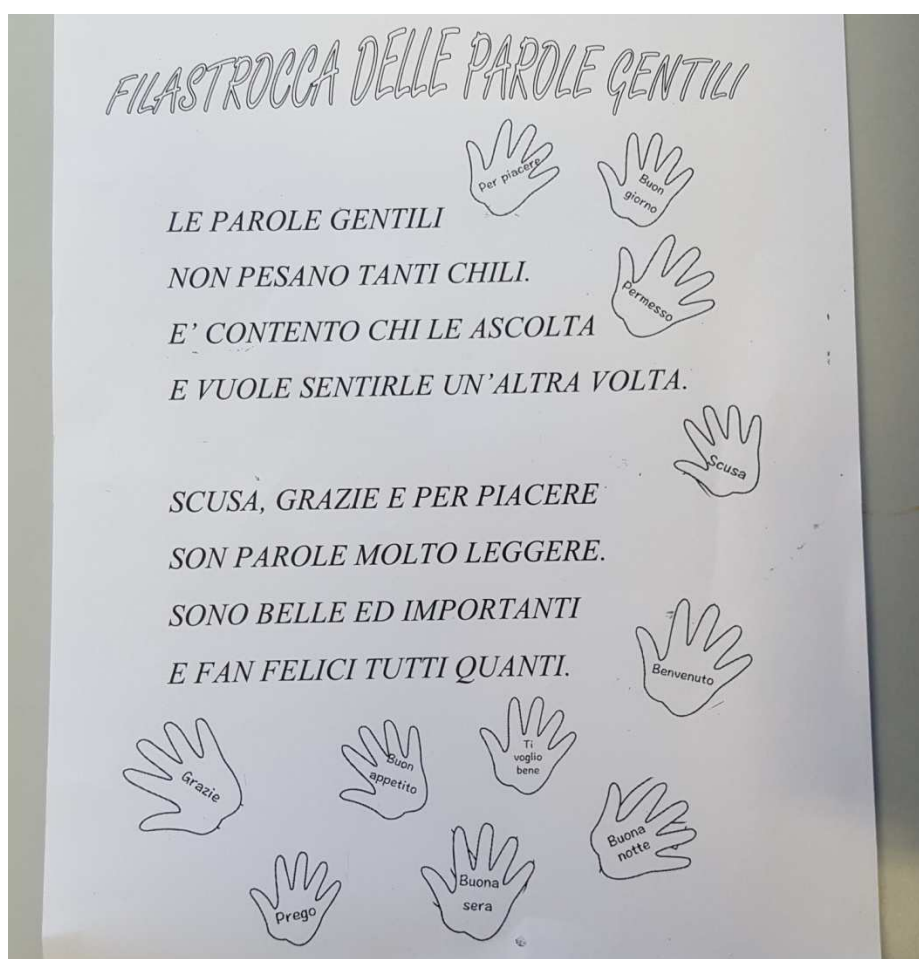 FILASTROCCA DELLE PAROLE GENTILI
Per piacere
Buon
giorno
LE PAROLE GENTILI
NON PESANO TANTI CHILI.
Permesso
E' CONTENTO CHI LE ASCOLTA
E VUOLE SENTIRLE UN'ALTRA VOLTA.
Scusa
SCUSA, GRAZIE E PER PIACERE
SON PAROLE MOLTO LEGGERE.
SONO BELLE ED IMPORTANTI
E FAN FELICI TUTTI QUANTI.
Benvenuto
Grazie
Buon
appetito
Ti
voglio
bene
Buona
notte
Prego
Buona
sera